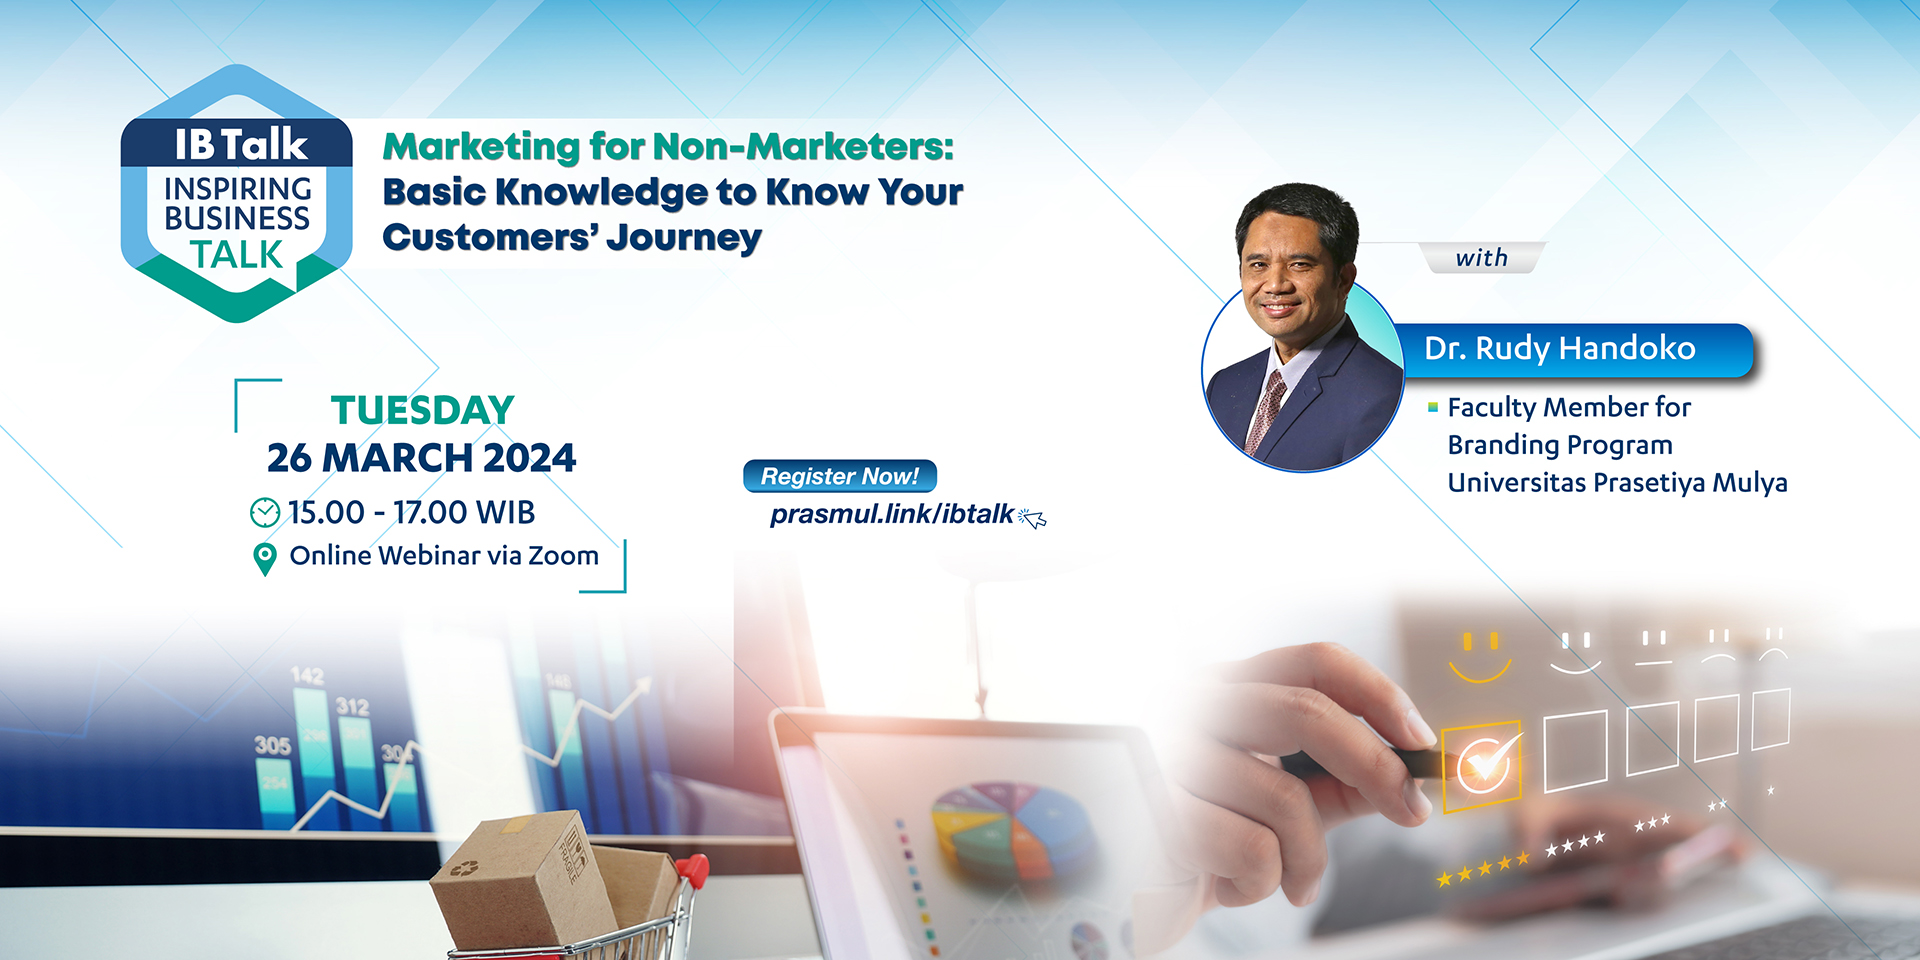 IB Talk
INSPIRING
BUSINESS
TALK
Marketing for Non-Marketers:
Basic Knowledge to Know Your
Customers’ Journey
with
Dr. Rudy Handoko
Faculty Member for
Branding Program
Universitas Prasetiya Mulya
TUESDAY
26 MARCH 2024
15.00 - 17.00 WIB
Online Webinar via Zoom
Register Now!
prasmul.link/ibtalk
142
312
305
254
FRAGILE